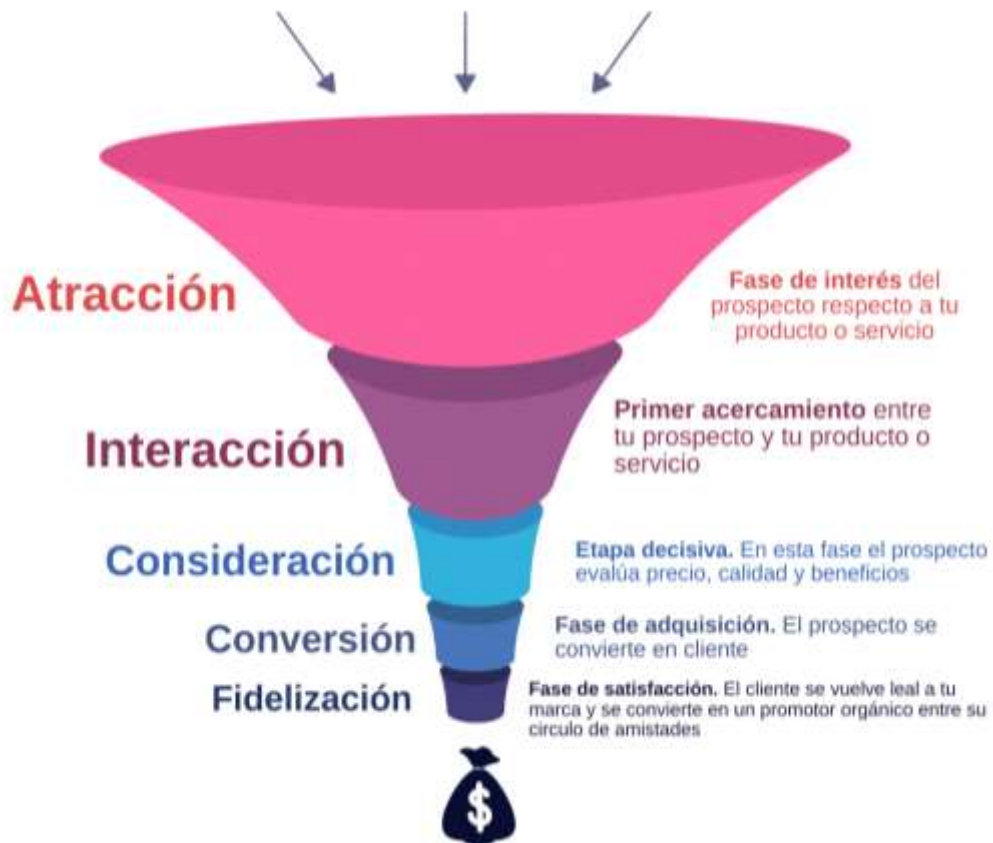 Atracción
Fase de interés del
prospecto respecto a tu
producto o servicio
Interacción
Primer acercamiento entre
tu prospecto y tu producto o
servicio
Consideración
Etapa decisiva. En esta fase el prospecto
evalúa precio, calidad y beneficios
Conversión
Fase de adquisición. El prospecto se
convierte en cliente
Fidelización
Fase de satisfacción. El cliente se vuelve leal a tu
marca y se convierte en un promotor orgánico entre su
circulo de amistades
$